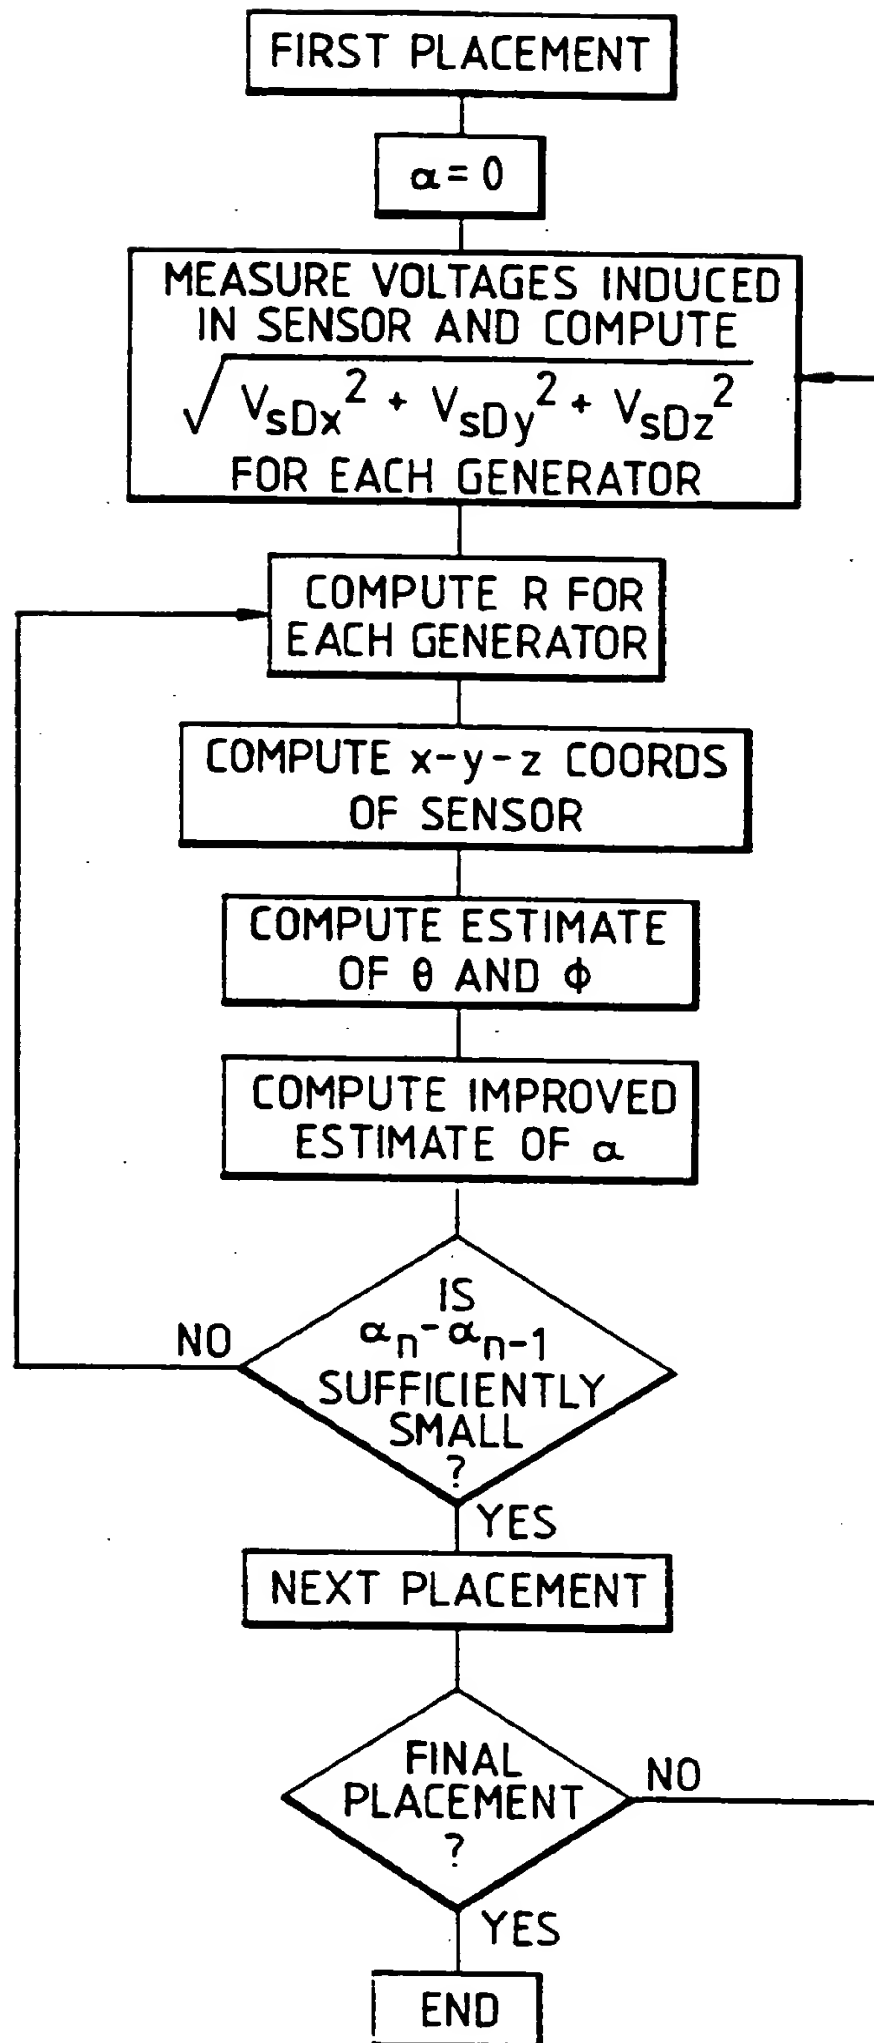 FIRST PLACEMENT
α = 0
MEASURE VOLTAGES INDUCED
IN SENSOR AND COMPUTE
√VsDx² + VsDy² + VsDz²
FOR EACH GENERATOR
COMPUTE R FOR
EACH GENERATOR
COMPUTE x-y-z COORDS
OF SENSOR
COMPUTE ESTIMATE
OF θ AND ϕ
COMPUTE IMPROVED
ESTIMATE OF α
IS
αn-αn-1
SUFFICIENTLY
SMALL
?
NO
YES
NEXT PLACEMENT
FINAL
PLACEMENT
?
NO
YES
END